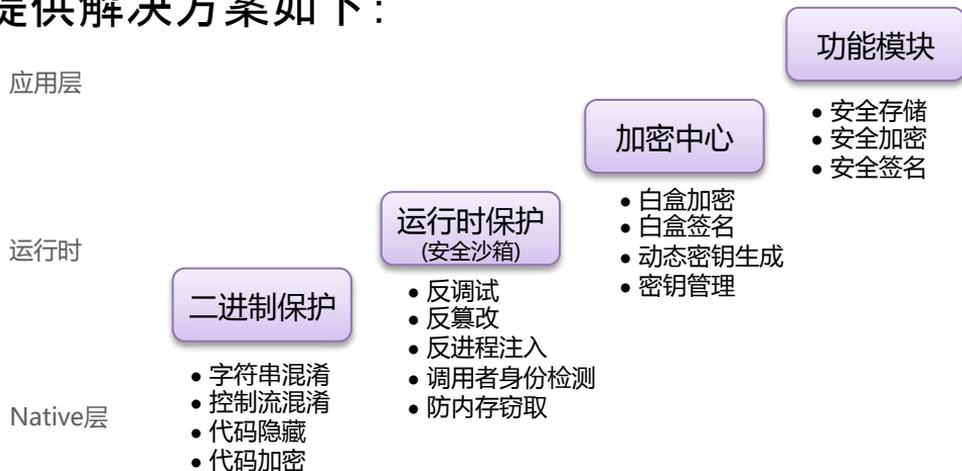 提供解决方案如下：
应用层
功能模块
• 安全存储
• 安全加密
• 安全签名
加密中心
• 白盒加密
• 白盒签名
• 动态密钥生成
• 密钥管理
运行时
运行时保护
(安全沙箱)
• 反调试
• 反篡改
• 反进程注入
• 调用者身份检测
• 防内存窃取
二进制保护
• 字符串混淆
• 控制流混淆
• 代码隐藏
• 代码加密
Native层